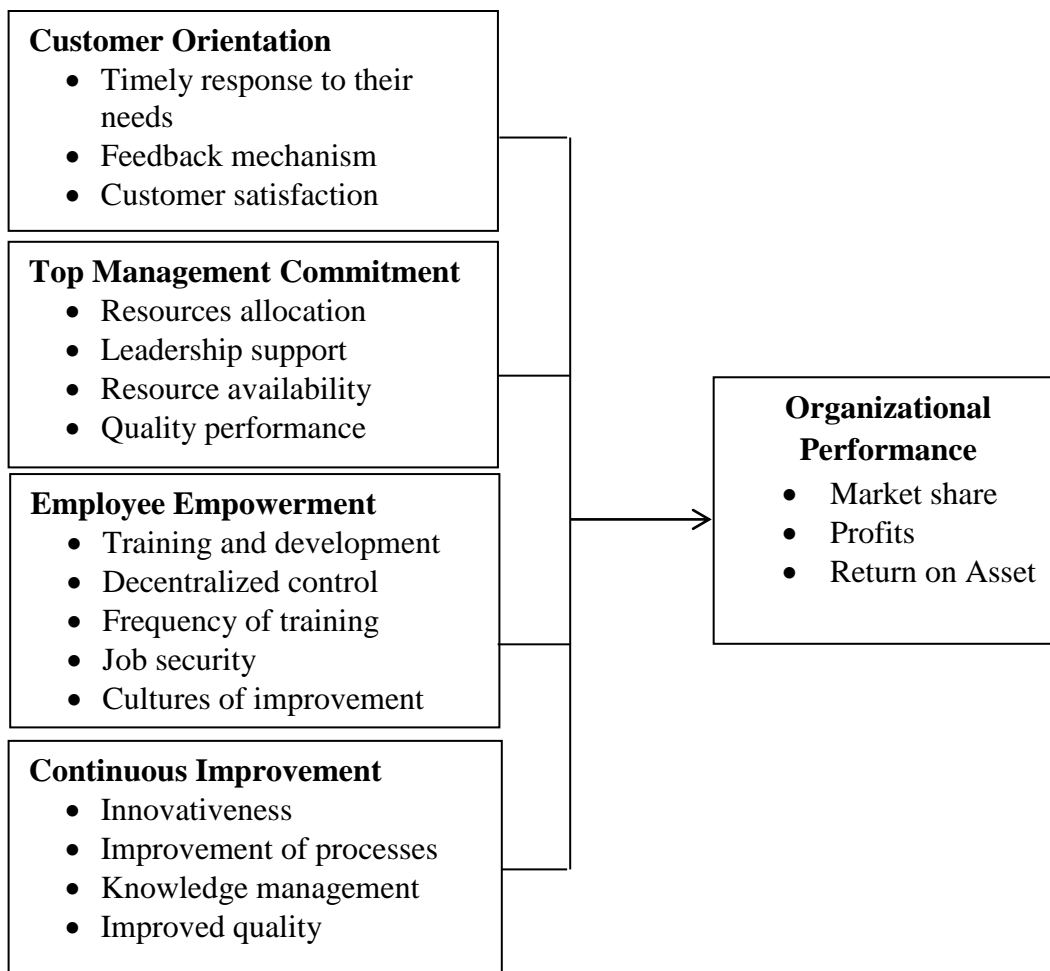 Customer Orientation
• Timely response to their
needs
• Feedback mechanism
• Customer satisfaction
Top Management Commitment
• Resources allocation
• Leadership support
• Resource availability
• Quality performance
Employee Empowerment
• Training and development
• Decentralized control
• Frequency of training
• Job security
• Cultures of improvement
Continuous Improvement
• Innovativeness
• Improvement of processes
• Knowledge management
• Improved quality
Organizational
Performance
• Market share
• Profits
• Return on Asset